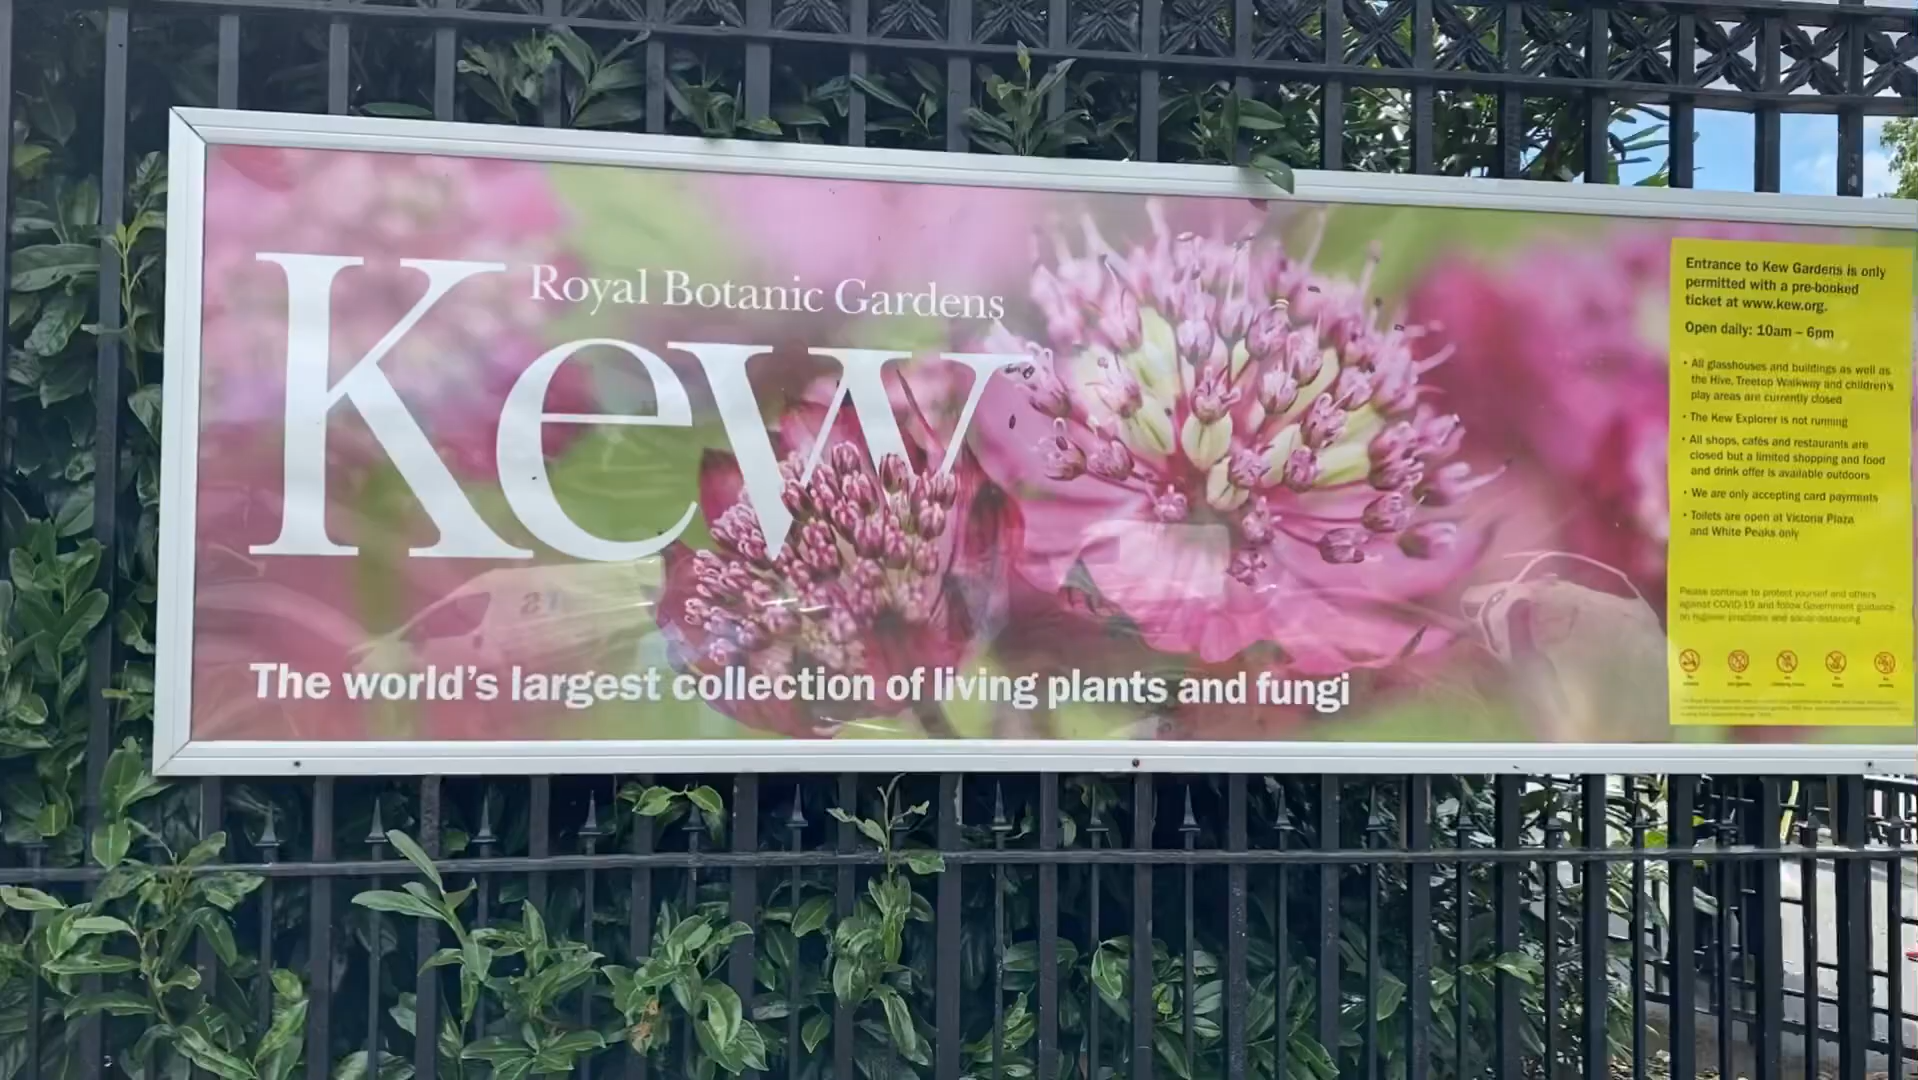 Royal Botanic Gardens
Kew
The world's largest collection of living plants and fungi
Entrance to Kew Gardens is only
permitted with a pre-booked
ticket at www.kew.org.
Open daily: 10am – 6pm
• All glasshouses and buildings as well as
the Hive, Treetop Walkway and children's
play areas are currently closed
• The Kew Explorer is not running
• All shops, cafés and restaurants are
closed but a limited shopping and food
and drink offer is available outdoors
• We are only accepting card payments
• Toilets are open at Victoria Plaza
and White Peaks only
Please continue to protect yourself and others
against COVID-19 and follow Government guidance
on hygiene practices and social distancing